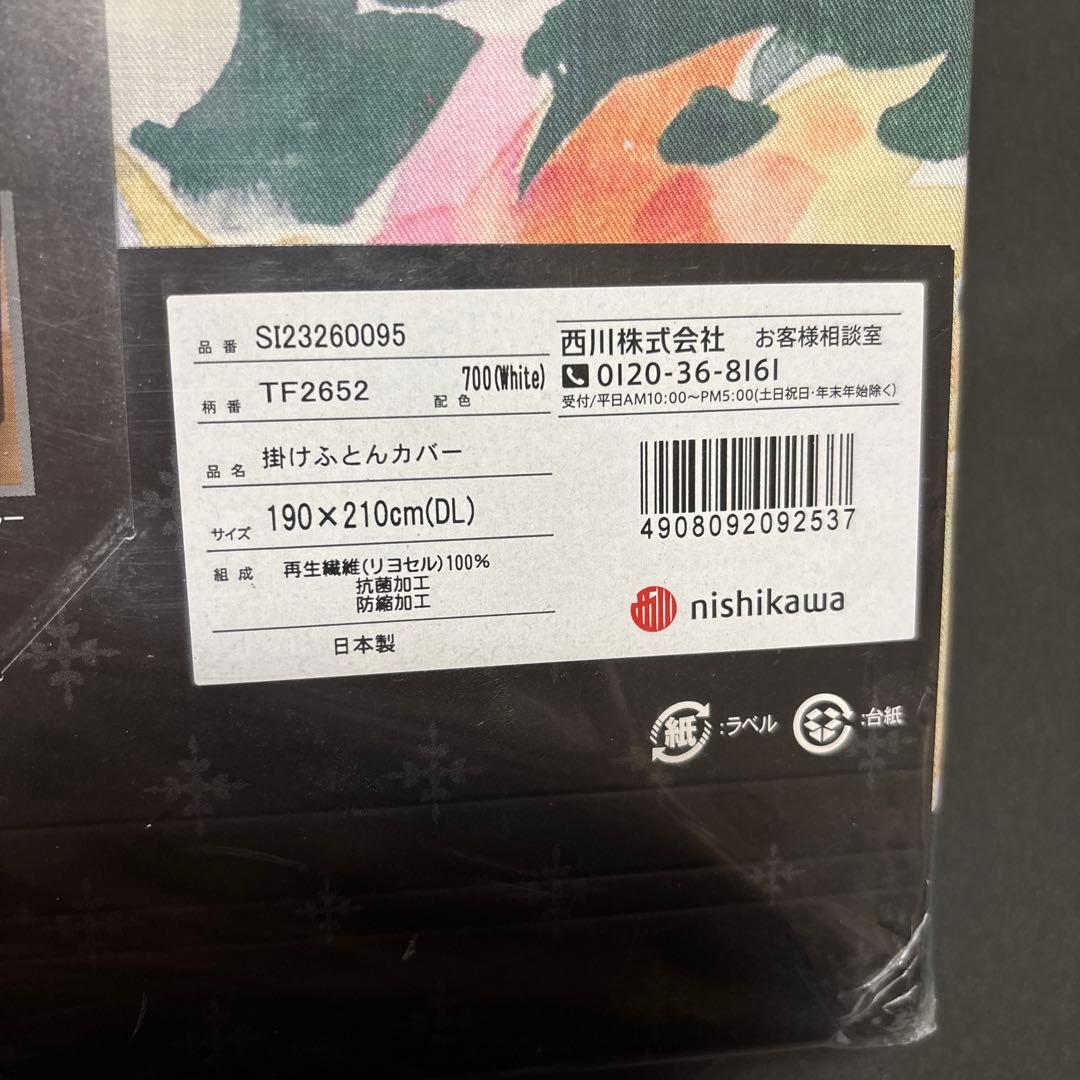 品番 SI23260095
柄番 TF2652 配色 700(White)
品名 掛けふとんカバー
サイズ 190×210cm(DL)
組成 再生繊維(リヨセル)100%
抗菌加工
防縮加工
日本製
西川株式会社 お客様相談室
0120-36-8161
受付/平日AM10:00〜PM5:00(土日祝日・年末年始除く)
4908092092537
西川 nishikawa
紙 :ラベル :台紙